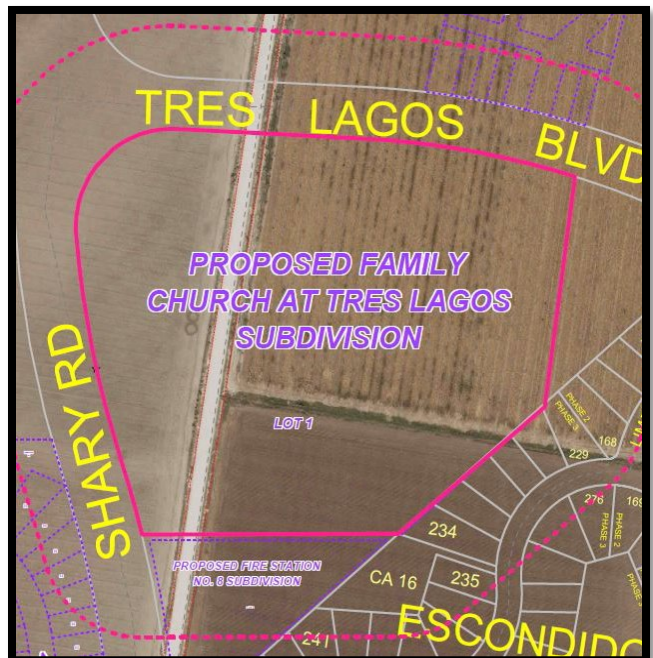 TRES LAGOS BLVD
PROPOSED FAMILY
CHURCH AT TRES LAGOS
SUBDIVISION
SHARY RD
LOT 1
PHASE 2
PHASE 3
168
229
234
276
169
PHASE 2
PHASE 3
PROPOSED FIRE STATION
NO. 8 SUBDIVISION
CA 16
235
241
ESCONDIDO